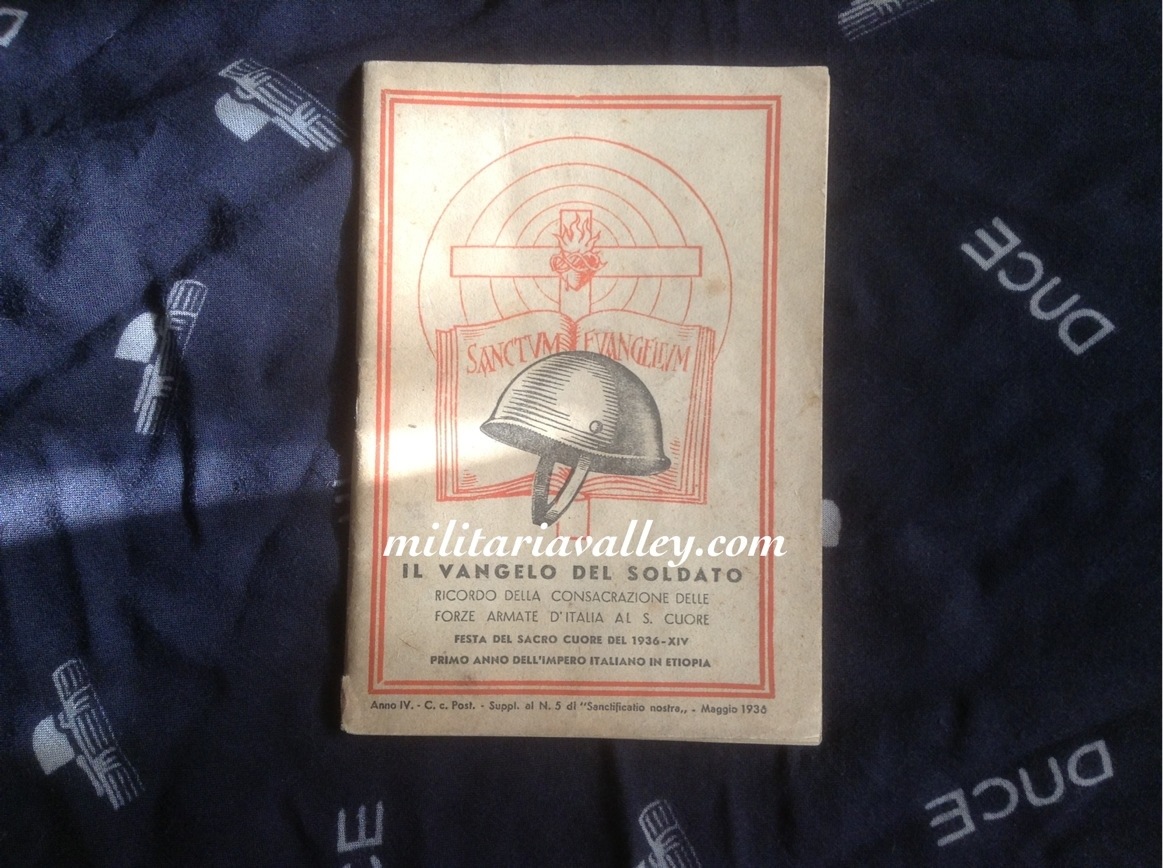 SANCTVM EVANGELIVM
militariavalley.com
IL VANGELO DEL SOLDATO
RICORDO DELLA CONSACRAZIONE DELLE
FORZE ARMATE D'ITALIA AL S. CUORE
FESTA DEL SACRO CUORE DEL 1936-XIV
PRIMO ANNO DELL'IMPERO ITALIANO IN ETIOPIA
Anno IV. - C. c. Post. - Suppl. al N. 5 di "Sanctificatio nostra,, - Maggio 1936
DUCE
DUCE